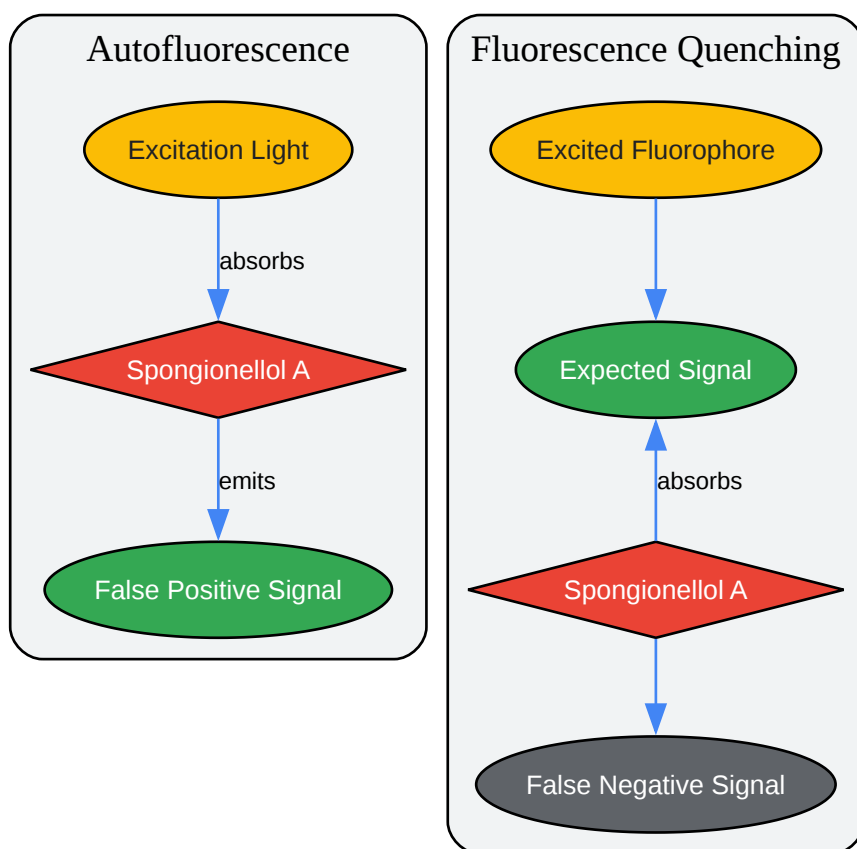 Autofluorescence
Excitation Light
absorbs
Spongionellol A
emits
False Positive Signal
Fluorescence Quenching
Excited Fluorophore
Expected Signal
absorbs
Spongionellol A
False Negative Signal